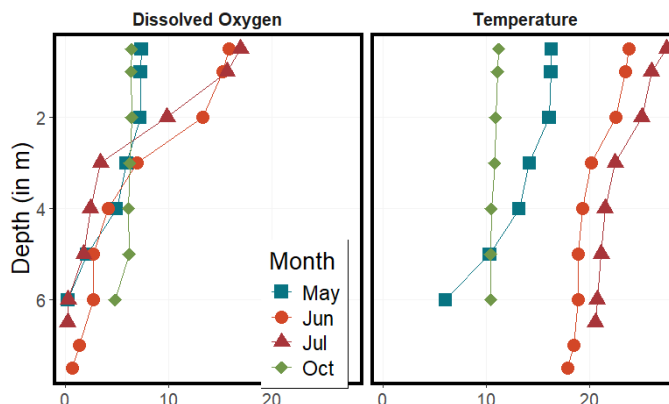 Dissolved Oxygen
Temperature
Depth (in m)
2
4
6
Month
May
Jun
Jul
Oct
0
10
20
0
10
20